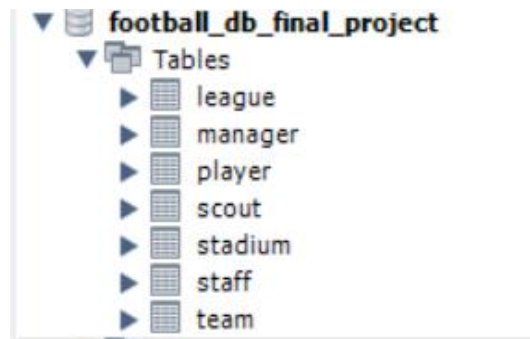 football_db_final_project
Tables
league
manager
player
scout
stadium
staff
team